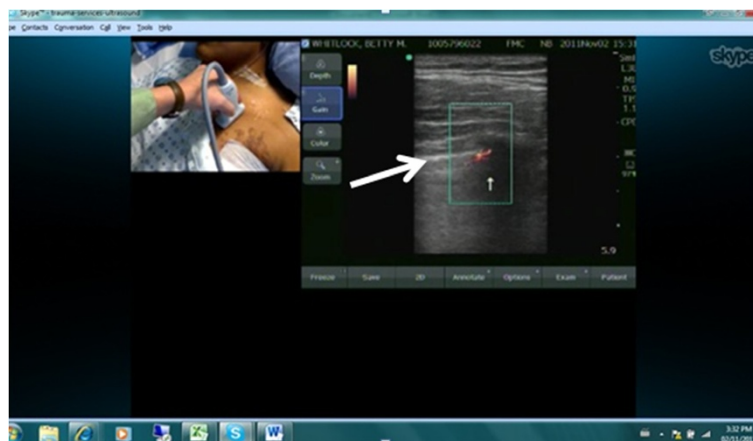 Skype™ - trauma-services-ultrasound
Contacts Conversation Call View Tools Help
WHITLOCK, BETTY M. 1005796022 FMC NB 2011Nov02 15:31
skype
Depth
Gain
Color
Zoom
5.9
Freeze Save 2D Annotate Options Exam Patient
3:32 PM